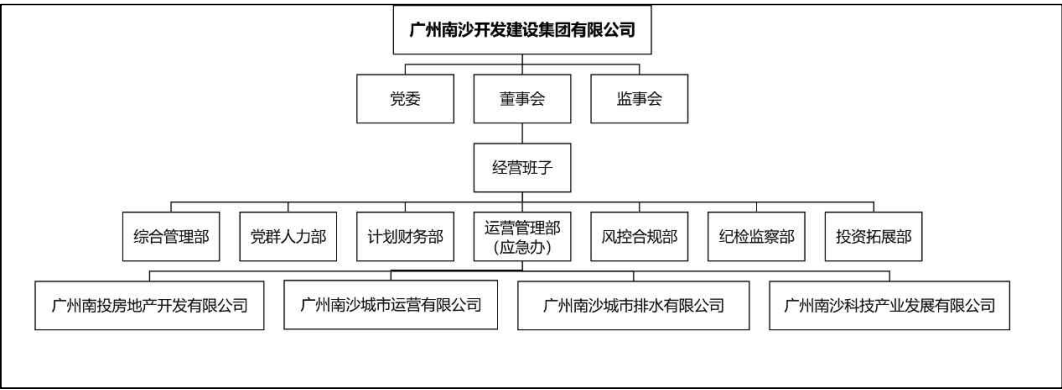 广州南沙开发建设集团有限公司
党委
董事会
监事会
经营班子
综合管理部
党群人力部
计划财务部
运营管理部
（应急办）
风控合规部
纪检监察部
投资拓展部
广州南投房地产开发有限公司
广州南沙城市运营有限公司
广州南沙城市排水有限公司
广州南沙科技产业发展有限公司